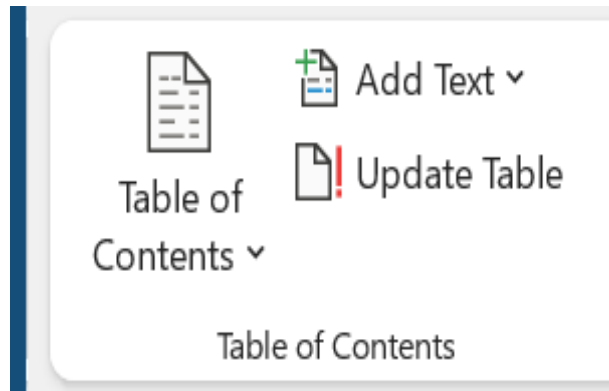 Table of
Contents
Add Text
Update Table
Table of Contents